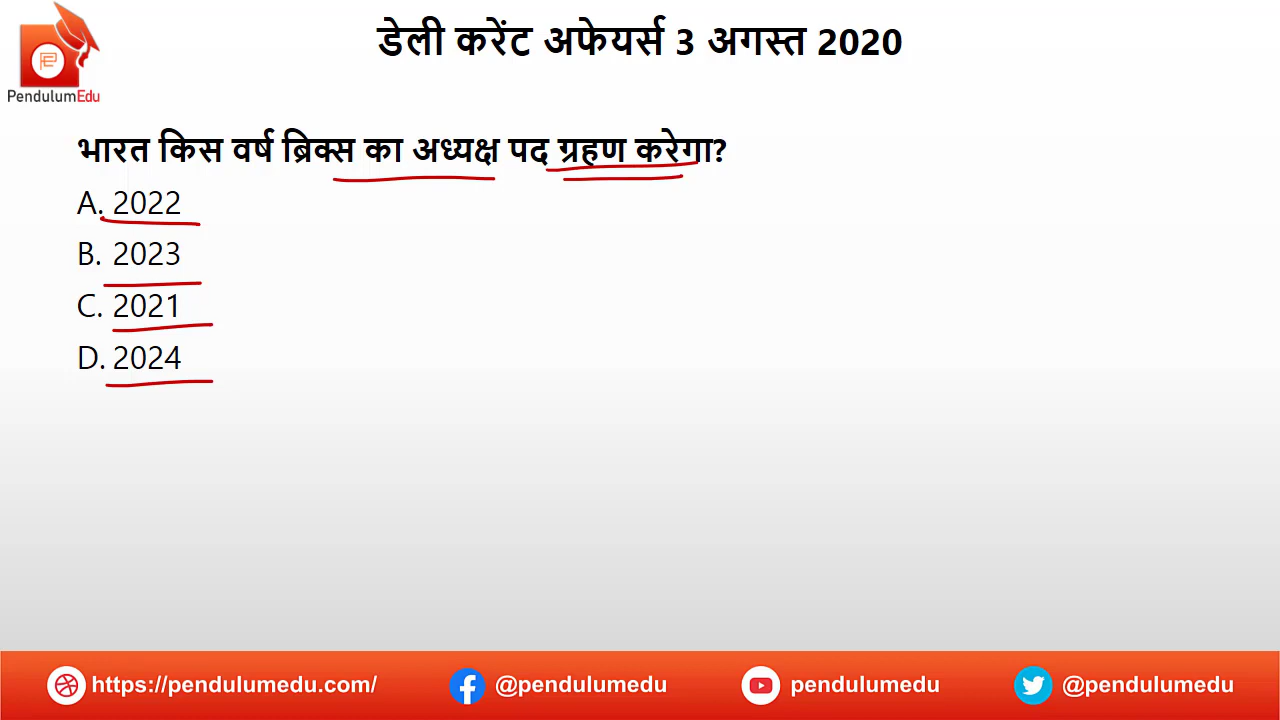 डेली करेंट अफेयर्स 3 अगस्त 2020
PendulumEdu
भारत किस वर्ष ब्रिक्स का अध्यक्ष पद ग्रहण करेगा?
A. 2022
B. 2023
C. 2021
D. 2024
https://pendulumedu.com/ @pendulumedu pendulumedu @pendulumedu